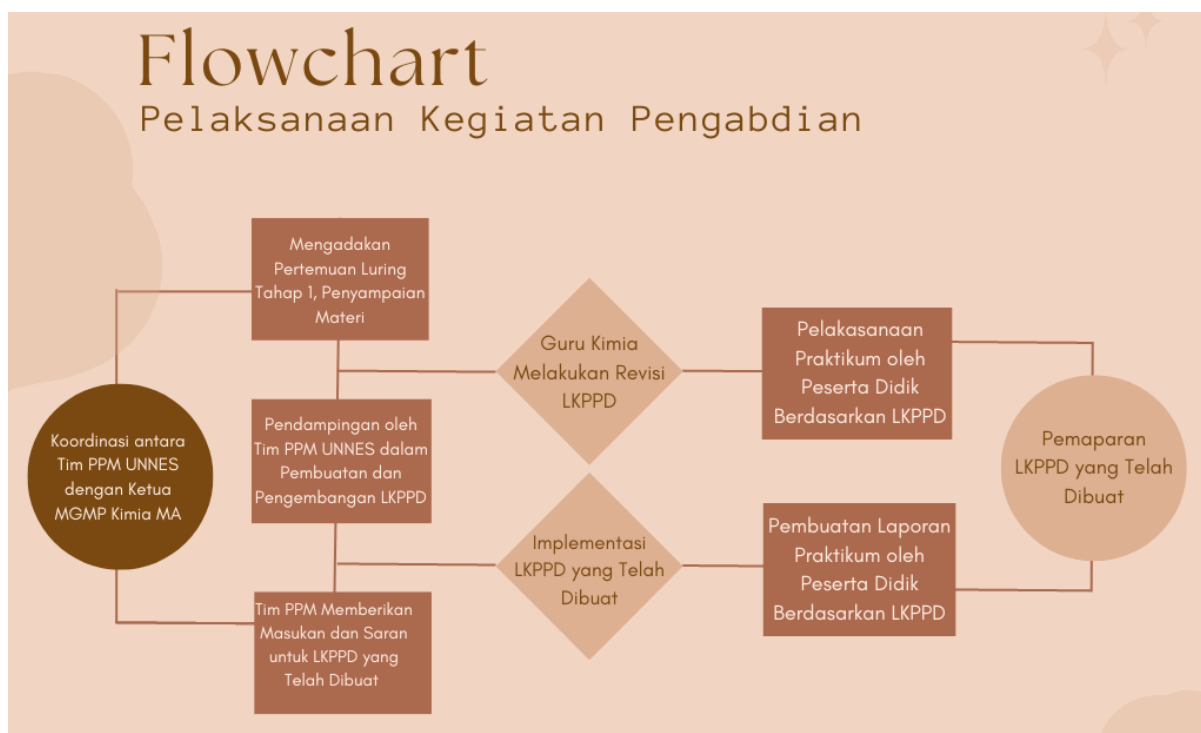 Flowchart
Pelaksanaan Kegiatan Pengabdian
Koordinasi antara
Tim PPM UNNES
dengan Ketua
MGMP Kimia MA
Mengadakan
Pertemuan Luring
Tahap 1, Penyampaian
Materi
Pendampingan oleh
Tim PPM UNNES dalam
Pembuatan dan
Pengembangan LKPPD
Tim PPM Memberikan
Masukan dan Saran
untuk LKPPD yang
Telah Dibuat
Guru Kimia
Melakukan Revisi
LKPPD
Implementasi
LKPPD yang Telah
Dibuat
Pelakasanaan
Praktikum oleh
Peserta Didik
Berdasarkan LKPPD
Pembuatan Laporan
Praktikum oleh
Peserta Didik
Berdasarkan LKPPD
Pemaparan
LKPPD yang Telah
Dibuat